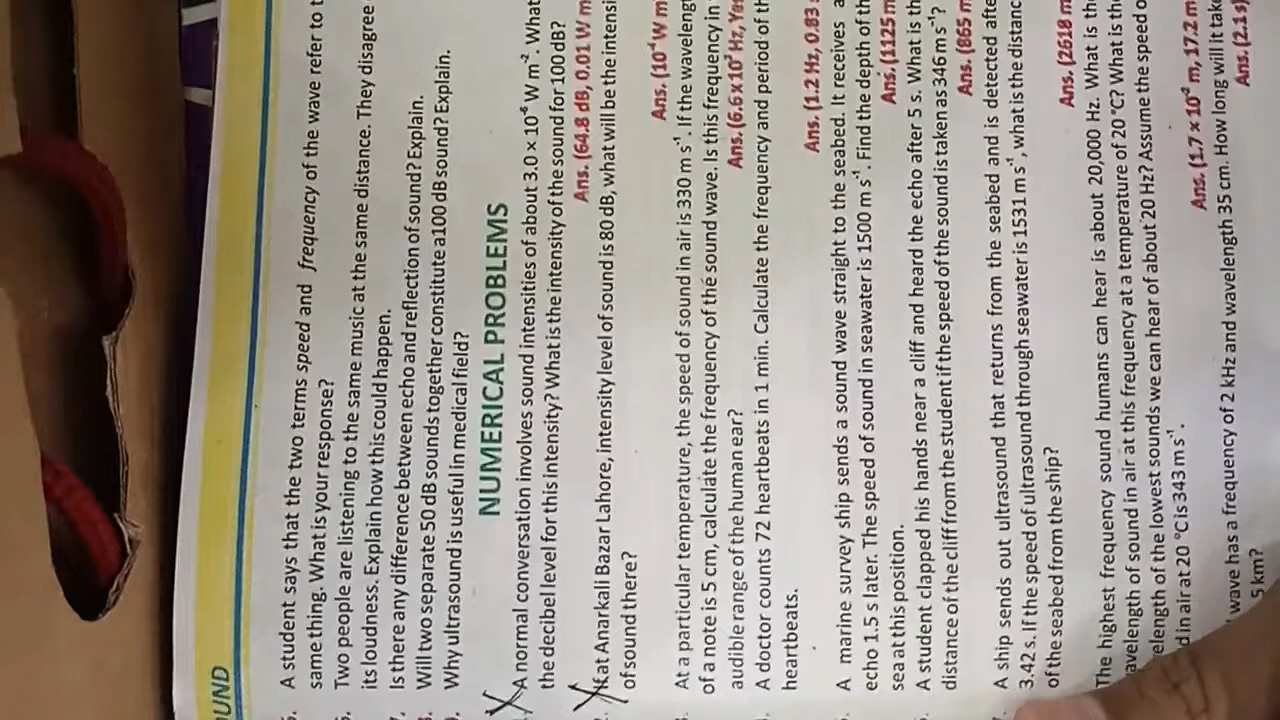 UND
A student says that the two terms speed and frequency of the wave refer to t
same thing. What is your response?
Two people are listening to the same music at the same distance. They disagree
its loudness. Explain how this could happen.
Is there any difference between echo and reflection of sound? Explain.
Will two separate 50 dB sounds together constitute a 100 dB sound? Explain.
Why ultrasound is useful in medical field?
NUMERICAL PROBLEMS
A normal conversation involves sound intensities of about 3.0 × 10⁻⁶ W m⁻². What
the decibel level for this intensity? What is the intensity of the sound for 100 dB?
Ans. (64.8 dB, 0.01 W m
If at Anarkali Bazar Lahore, intensity level of sound is 80 dB, what will be the intensi
of sound there?
Ans. (10⁻⁴ W m
At a particular temperature, the speed of sound in air is 330 m s⁻¹. If the waveleng
of a note is 5 cm, calculate the frequency of the sound wave. Is this frequency in
audible range of the human ear?
Ans. (6.6 x 10³ Hz, Yes
A doctor counts 72 heartbeats in 1 min. Calculate the frequency and period of th
heartbeats.
Ans. (1.2 Hz, 0.83
A marine survey ship sends a sound wave straight to the seabed. It receives a
echo 1.5 s later. The speed of sound in seawater is 1500 m s⁻¹. Find the depth of th
sea at this position.
Ans. (1125 m
A student clapped his hands near a cliff and heard the echo after 5 s. What is th
distance of the cliff from the student if the speed of the sound is taken as 346 m s⁻¹?
Ans. (865 m
A ship sends out ultrasound that returns from the seabed and is detected afte
3.42 s. If the speed of ultrasound through seawater is 1531 ms⁻¹, what is the distanc
of the seabed from the ship?
Ans. (2618 m
The highest frequency sound humans can hear is about 20,000 Hz. What is the
avelength of sound in air at this frequency at a temperature of 20 °C? What is the
elength of the lowest sounds we can hear of about 20 Hz? Assume the speed o
d in air at 20 °C is 343 m s⁻¹.
Ans. (1.7 x 10⁻² m, 17.2 m
wave has a frequency of 2 kHz and wavelength 35 cm. How long will it take
5 km?
Ans. (2.1s)